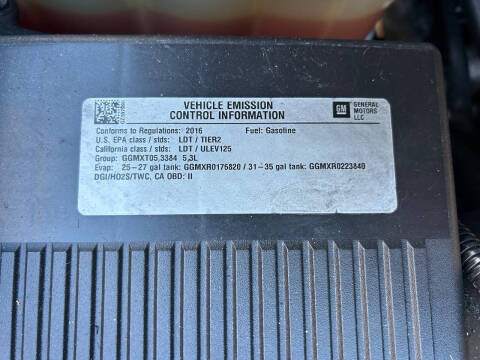 VEHICLE EMISSION
CONTROL INFORMATION
GM
GENERAL
MOTORS
LLC
Conforms to Regulations: 2016 Fuel: Gasoline
U.S. EPA class / stds: LDT / TIER2
California class / stds: LDT / ULEV125
Group: GGMXT05.3384 5.3L
Evap: 25-27 gal tank: GGMXR0176820 / 31-35 gal tank: GGMXR0223840
DGI/HO2S/TWC, CA OBD: II